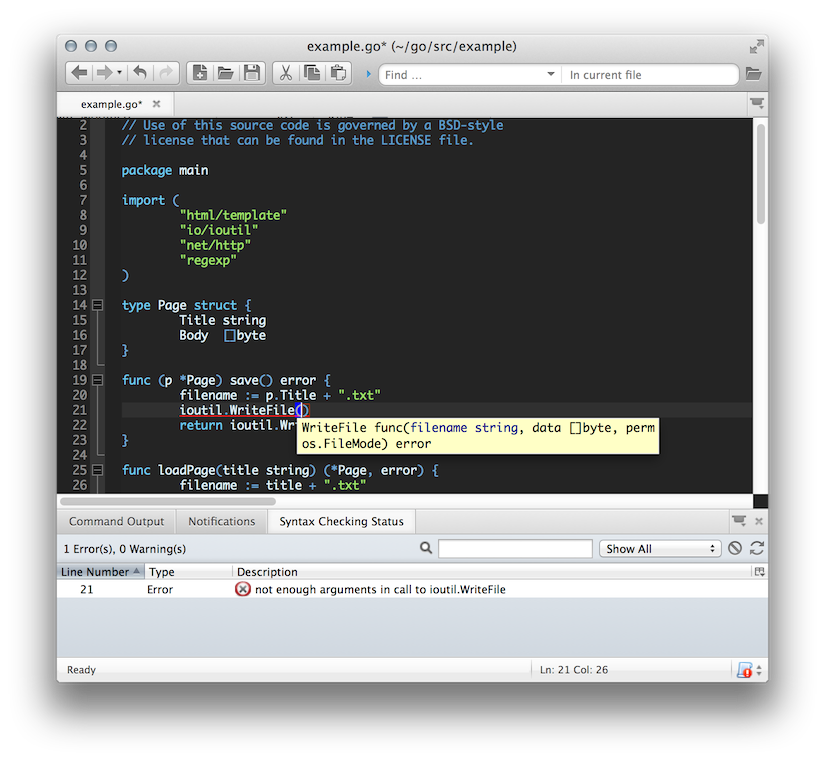 example.go* (~/go/src/example)
Find ...
In current file
example.go*
2 // Use of this source code is governed by a BSD-style
3 // license that can be found in the LICENSE file.
4
5 package main
6
7 import (
8 "html/template"
9 "io/ioutil"
10 "net/http"
11 "regexp"
12 )
13
14 type Page struct {
15 Title string
16 Body []byte
17 }
18
19 func (p *Page) save() error {
20 filename := p.Title + ".txt"
21 ioutil.WriteFile()
22 return ioutil.Wri
WriteFile func(filename string, data []byte, perm
os.FileMode) error
23 }
24
25 func loadPage(title string) (*Page, error) {
26 filename := title + ".txt"
Command Output Notifications Syntax Checking Status
1 Error(s), 0 Warning(s) Show All
Line Number Type Description
21 Error not enough arguments in call to ioutil.WriteFile
Ready Ln: 21 Col: 26